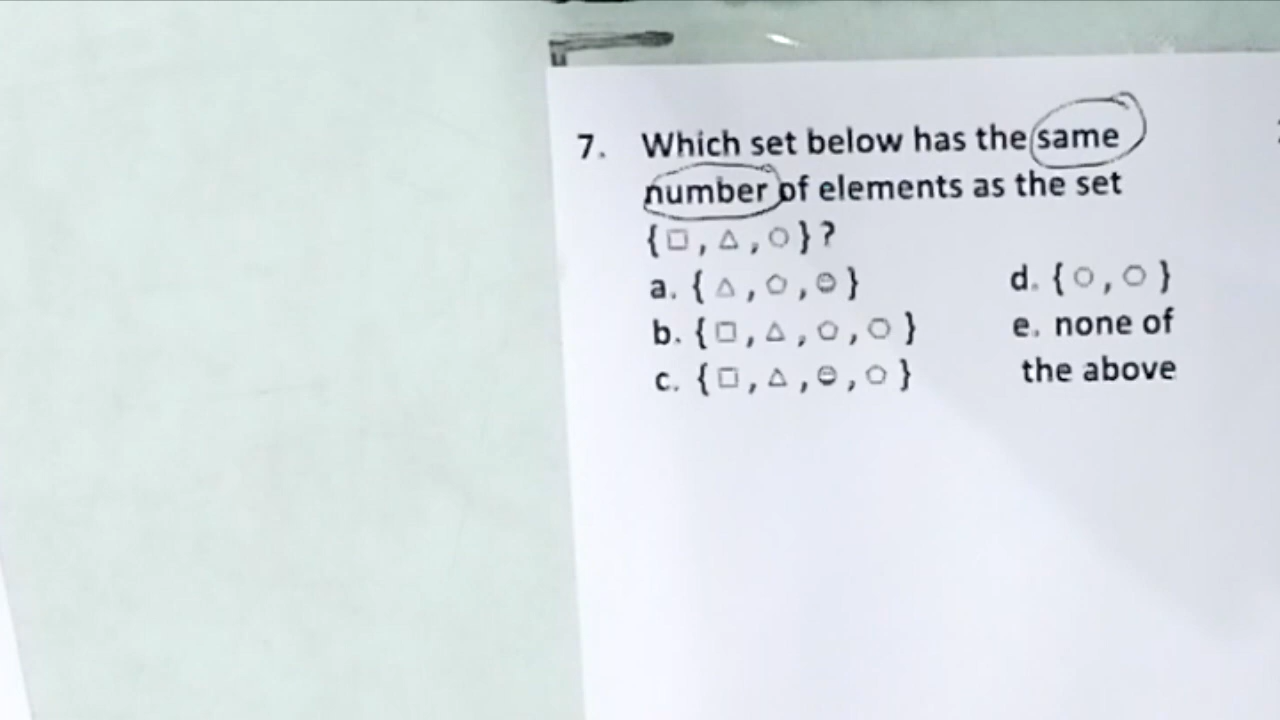 7. Which set below has the same
number of elements as the set
{□, △, ○}?
a. {△, ⬠, ⊖}
b. {□, △, ⬠, ⬡}
c. {□, △, ⊖, ⬠}
d. {○, ⬡}
e. none of
the above